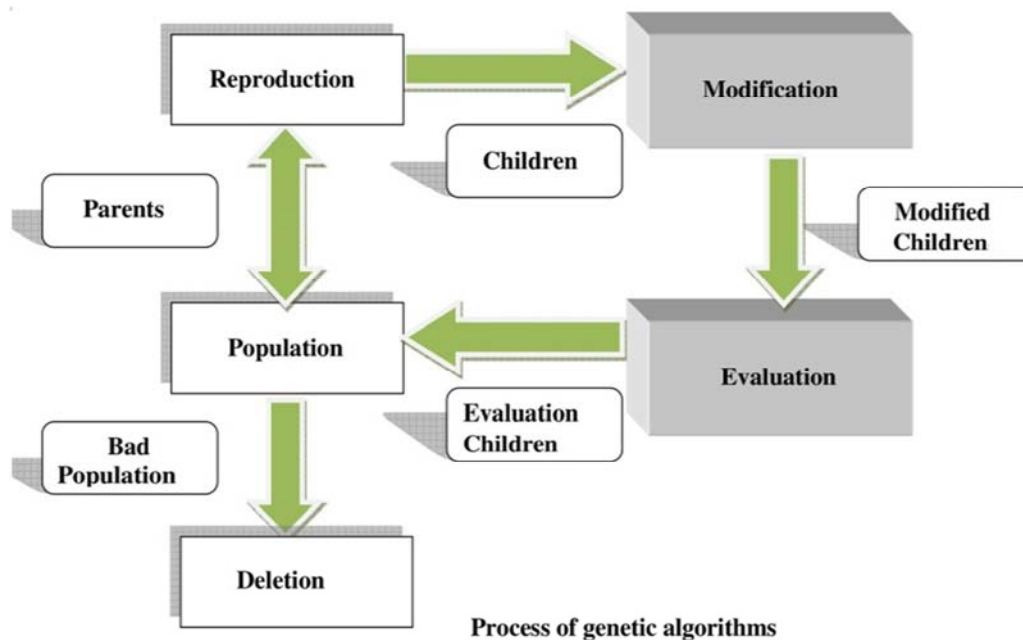 Reproduction
Modification
Children
Parents
Modified
Children
Population
Evaluation
Evaluation
Children
Bad
Population
Deletion
Process of genetic algorithms